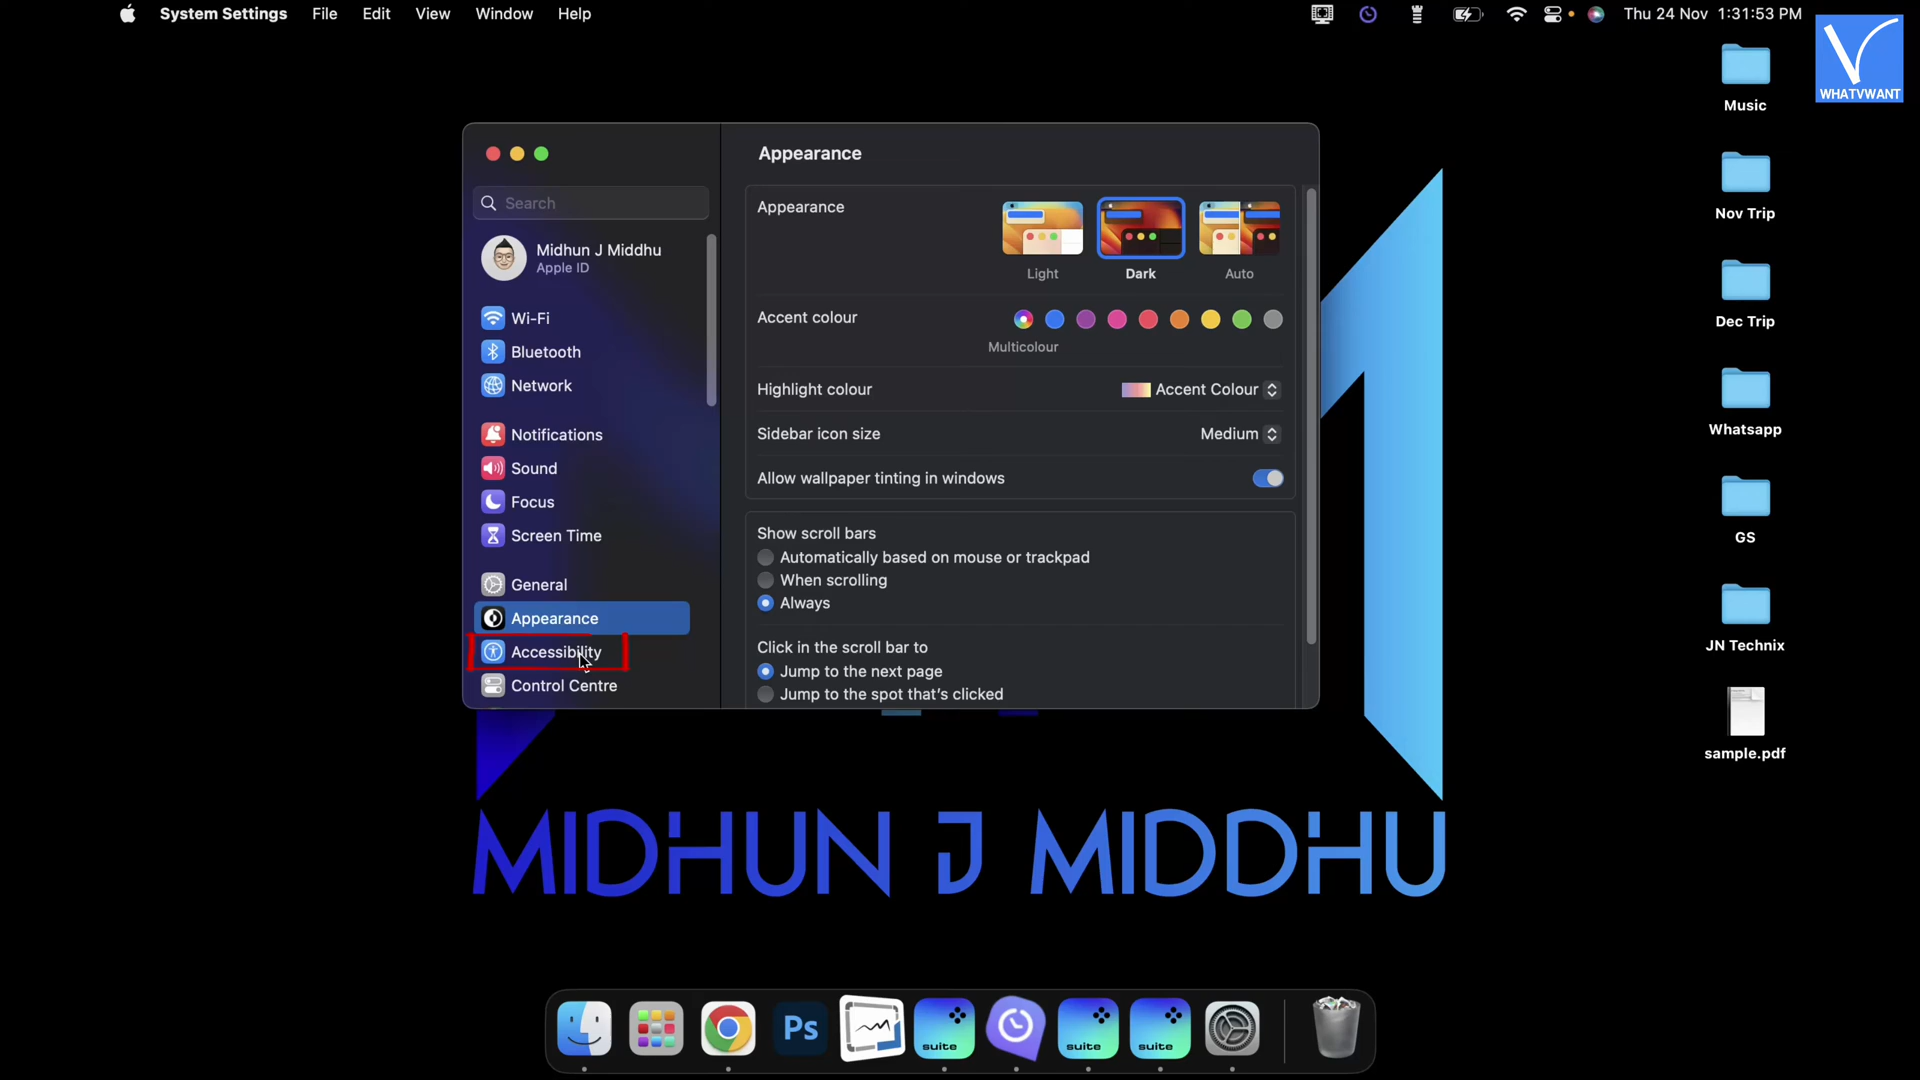 System Settings File Edit View Window Help Thu 24 Nov 1:31:53 PM
WHATVWANT
Music
Nov Trip
Dec Trip
Whatsapp
GS
JN Technix
sample.pdf
Search
Midhun J Middhu
Apple ID
Wi-Fi
Bluetooth
Network
Notifications
Sound
Focus
Screen Time
General
Appearance
Accessibility
Control Centre
Appearance
Appearance
Light Dark Auto
Accent colour
Multicolour
Highlight colour Accent Colour
Sidebar icon size Medium
Allow wallpaper tinting in windows
Show scroll bars
Automatically based on mouse or trackpad
When scrolling
Always
Click in the scroll bar to
Jump to the next page
Jump to the spot that's clicked
MIDHUN J MIDDHU
Ps suite suite suite